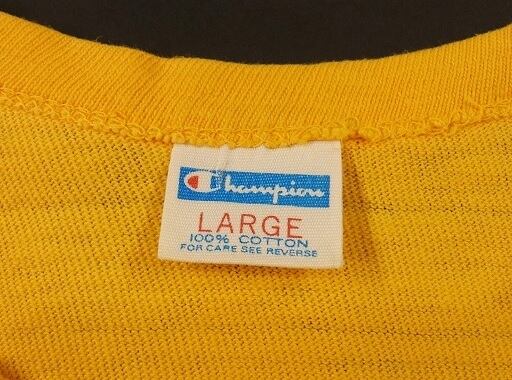 Champion
LARGE
100% COTTON
FOR CARE SEE REVERSE